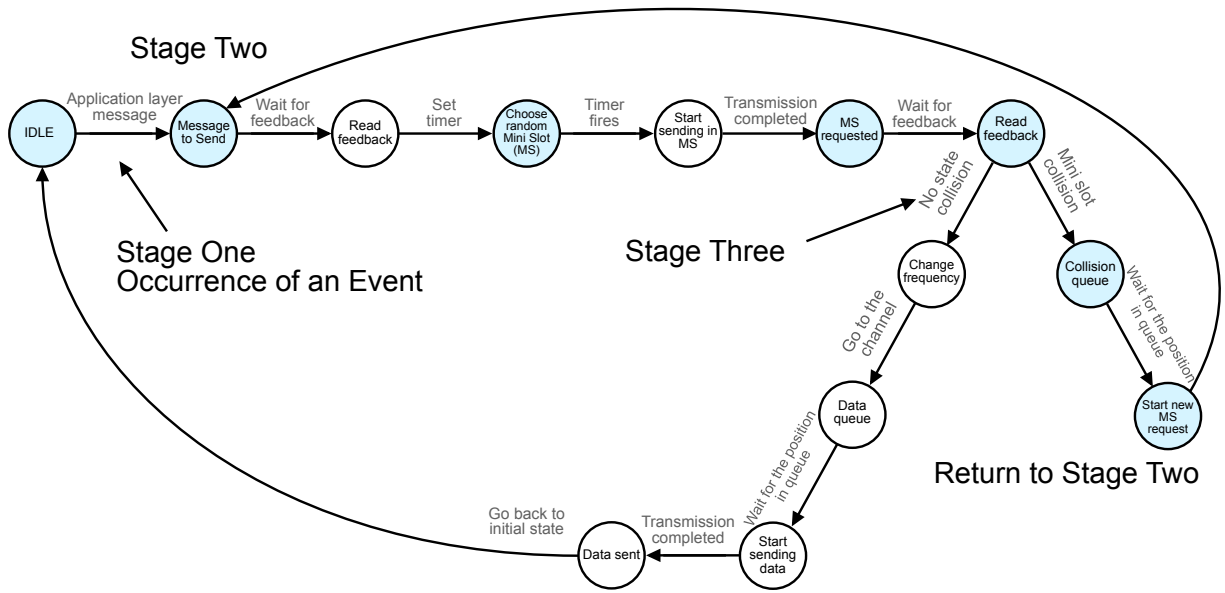 Stage Two
Application layer
message
Wait for
feedback
Set
timer
Timer
fires
Transmission
completed
Wait for
feedback
IDLE
Message
to Send
Read
feedback
Choose
random
Mini Slot
(MS)
Start
sending in
MS
MS
requested
Read
feedback
No state
collision
Mini slot
collision
Stage One
Occurrence of an Event
Stage Three
Change
frequency
Collision
queue
Go to the
channel
Wait for the position
in queue
Data
queue
Start new
MS
request
Return to Stage Two
Wait for the position
in queue
Go back to
initial state
Transmission
completed
Data sent
Start
sending
data